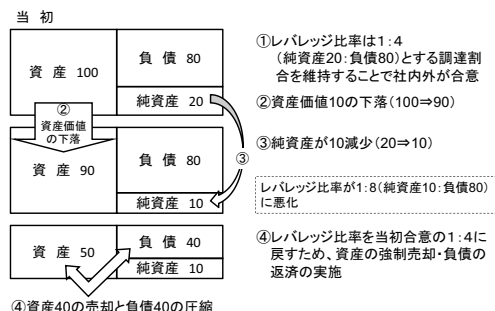 当 初
資 産 100
負 債 80
純資産 20
②
資産価値
の下落
資 産 90
負 債 80
純資産 10
③
資 産 50
負 債 40
純資産 10
④資産40の売却と負債40の圧縮
①レバレッジ比率は1:4
(純資産20:負債80)とする調達割
合を維持することで社内外が合意
②資産価値10の下落(100⇒90)
③純資産が10減少(20⇒10)
レバレッジ比率が1:8(純資産10:負債80)
に悪化
④レバレッジ比率を当初合意の1:4に
戻すため、資産の強制売却・負債の
返済の実施